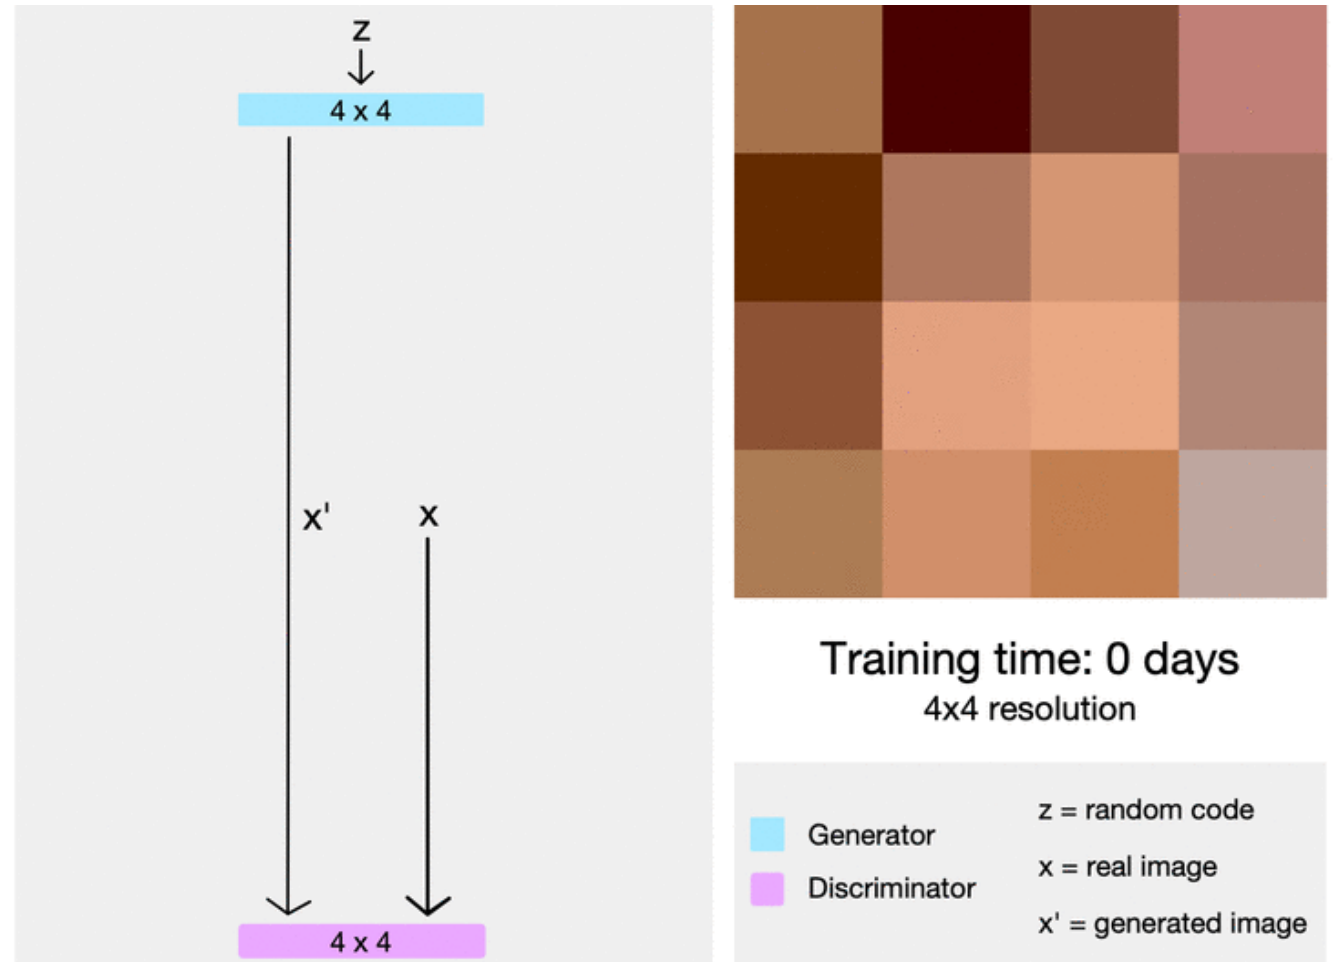 z
4 x 4
x'
x
4 x 4
Training time: 0 days
4x4 resolution
Generator
Discriminator
z = random code
x = real image
x' = generated image